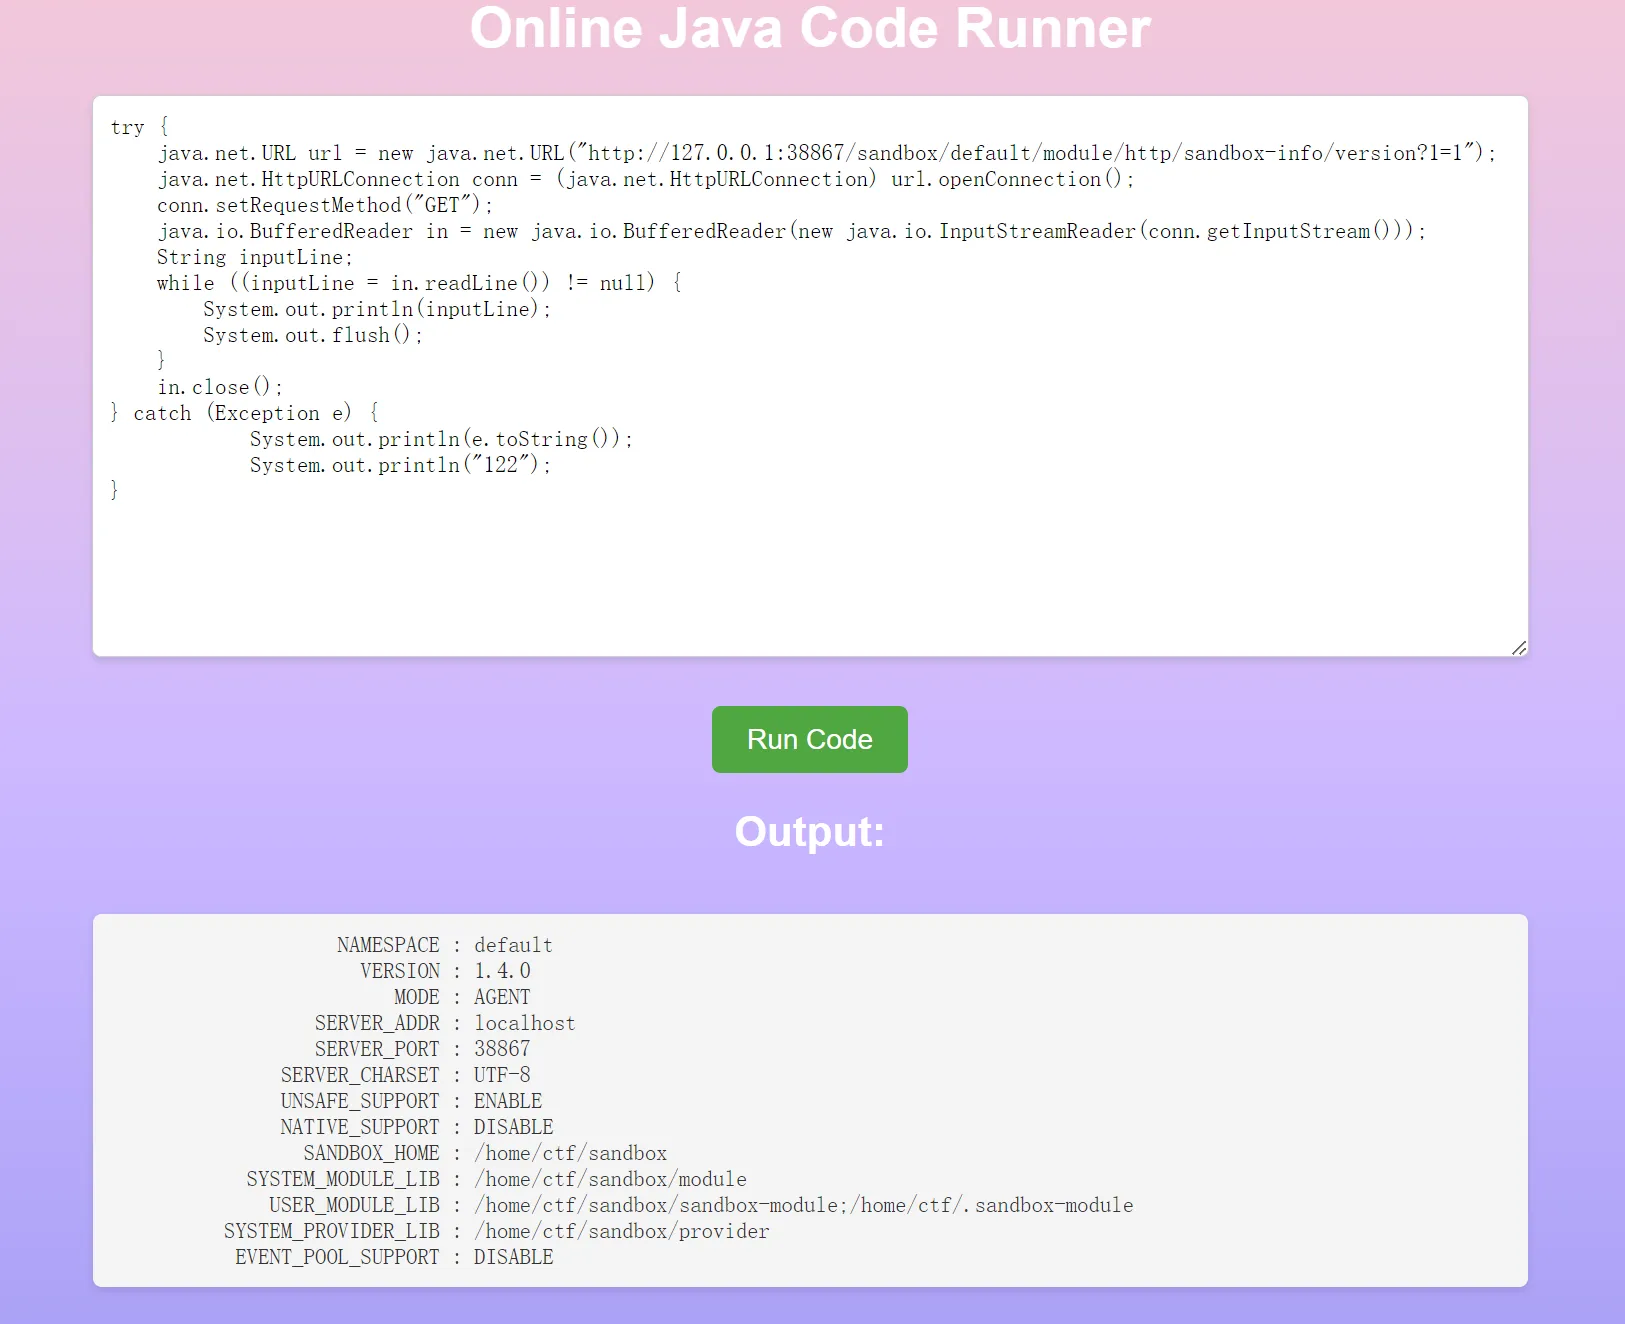 Online Java Code Runner
try {
    java.net.URL url = new java.net.URL("http://127.0.0.1:38867/sandbox/default/module/http/sandbox-info/version?1=1");
    java.net.HttpURLConnection conn = (java.net.HttpURLConnection) url.openConnection();
    conn.setRequestMethod("GET");
    java.io.BufferedReader in = new java.io.BufferedReader(new java.io.InputStreamReader(conn.getInputStream()));
    String inputLine;
    while ((inputLine = in.readLine()) != null) {
        System.out.println(inputLine);
        System.out.flush();
    }
    in.close();
} catch (Exception e) {
            System.out.println(e.toString());
            System.out.println("122");
}
Run Code
Output:
NAMESPACE : default
VERSION : 1.4.0
MODE : AGENT
SERVER_ADDR : localhost
SERVER_PORT : 38867
SERVER_CHARSET : UTF-8
UNSAFE_SUPPORT : ENABLE
NATIVE_SUPPORT : DISABLE
SANDBOX_HOME : /home/ctf/sandbox
SYSTEM_MODULE_LIB : /home/ctf/sandbox/module
USER_MODULE_LIB : /home/ctf/sandbox/sandbox-module;/home/ctf/.sandbox-module
SYSTEM_PROVIDER_LIB : /home/ctf/sandbox/provider
EVENT_POOL_SUPPORT : DISABLE